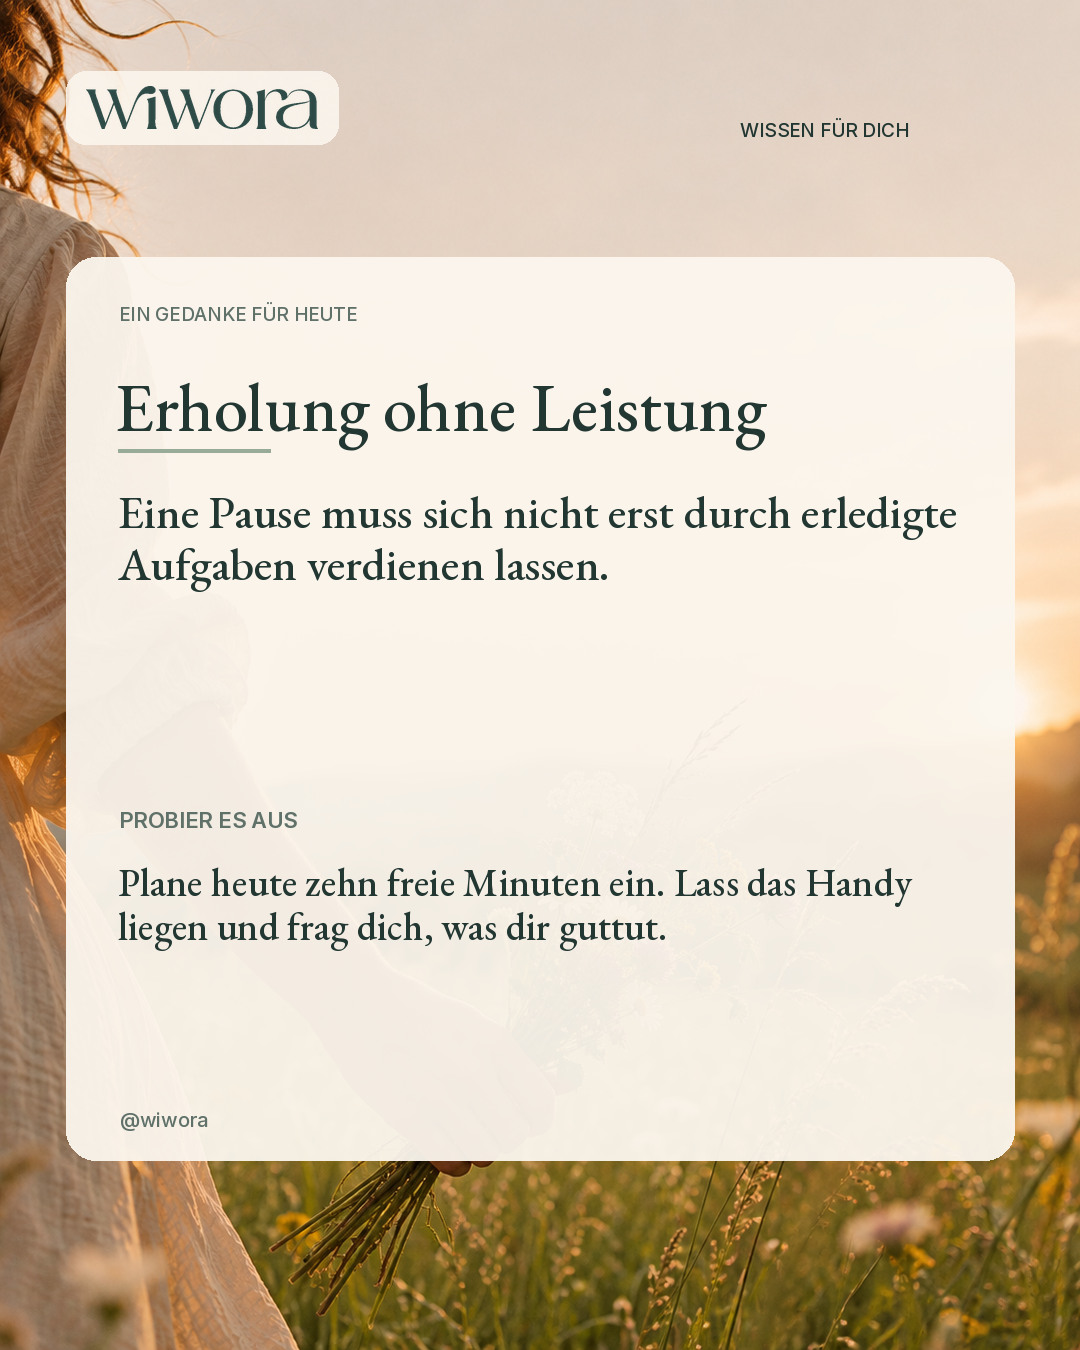 wiwora
WISSEN FÜR DICH
EIN GEDANKE FÜR HEUTE
Erholung ohne Leistung
Eine Pause muss sich nicht erst durch erledigte
Aufgaben verdienen lassen.
PROBIER ES AUS
Plane heute zehn freie Minuten ein. Lass das Handy
liegen und frag dich, was dir guttut.
@wiwora